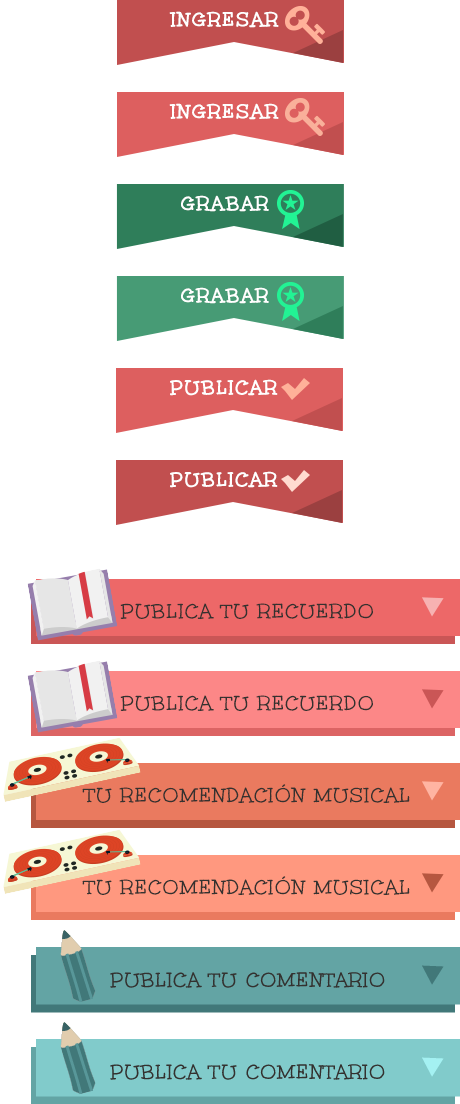 INGRESAR
INGRESAR
GRABAR
GRABAR
PUBLICAR
PUBLICAR
PUBLICA TU RECUERDO
PUBLICA TU RECUERDO
TU RECOMENDACIÓN MUSICAL
TU RECOMENDACIÓN MUSICAL
PUBLICA TU COMENTARIO
PUBLICA TU COMENTARIO